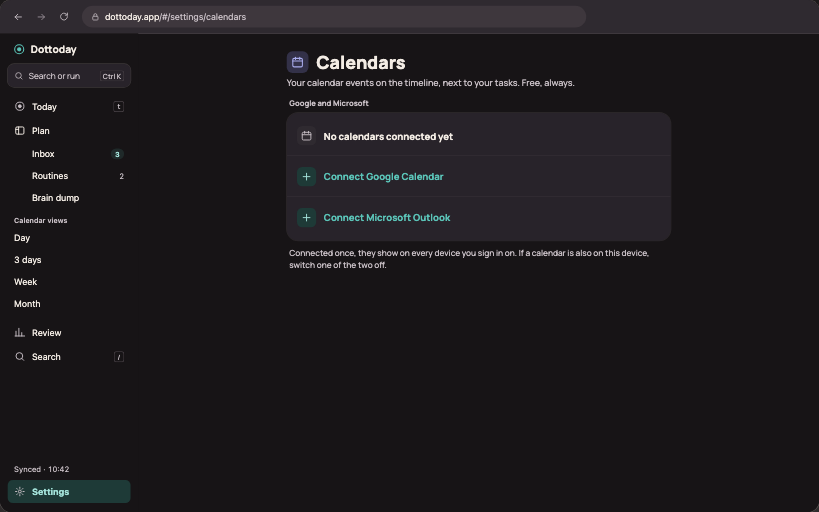 dottoday.app/#/settings/calendars
Dottoday
Search or run Ctrl K
Today t
Plan
Inbox 3
Routines 2
Brain dump
Calendar views
Day
3 days
Week
Month
Review
Search /
Synced · 10:42
Settings
Calendars
Your calendar events on the timeline, next to your tasks. Free, always.
Google and Microsoft
No calendars connected yet
Connect Google Calendar
Connect Microsoft Outlook
Connected once, they show on every device you sign in on. If a calendar is also on this device,
switch one of the two off.